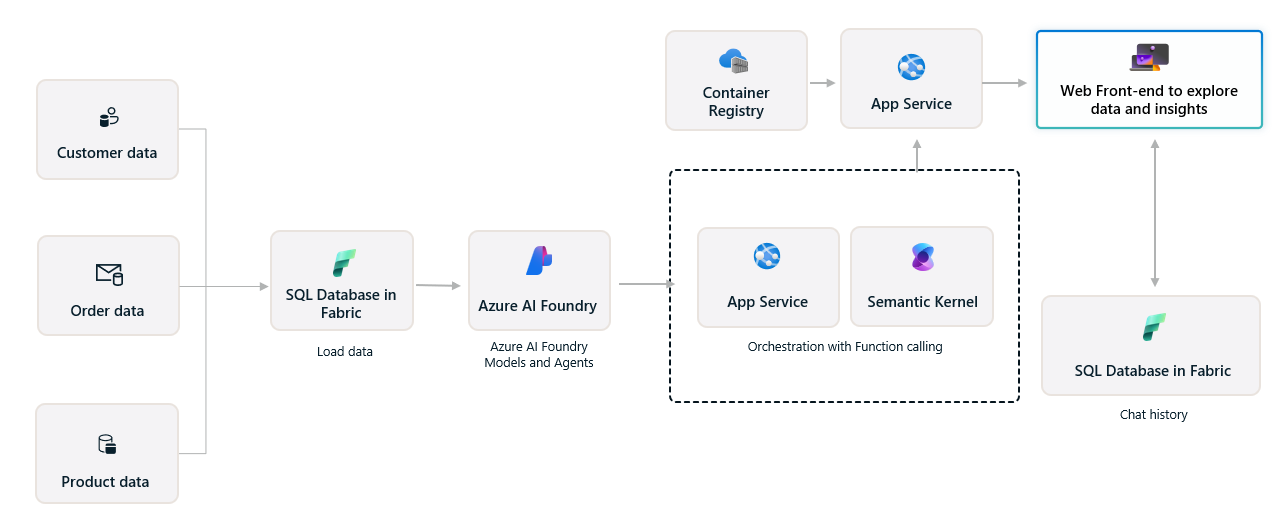 Customer data
Order data
Product data
SQL Database in
Fabric
Load data
Azure AI Foundry
Azure AI Foundry
Models and Agents
Container
Registry
App Service
Web Front-end to explore
data and insights
App Service
Semantic Kernel
Orchestration with Function calling
SQL Database in Fabric
Chat history